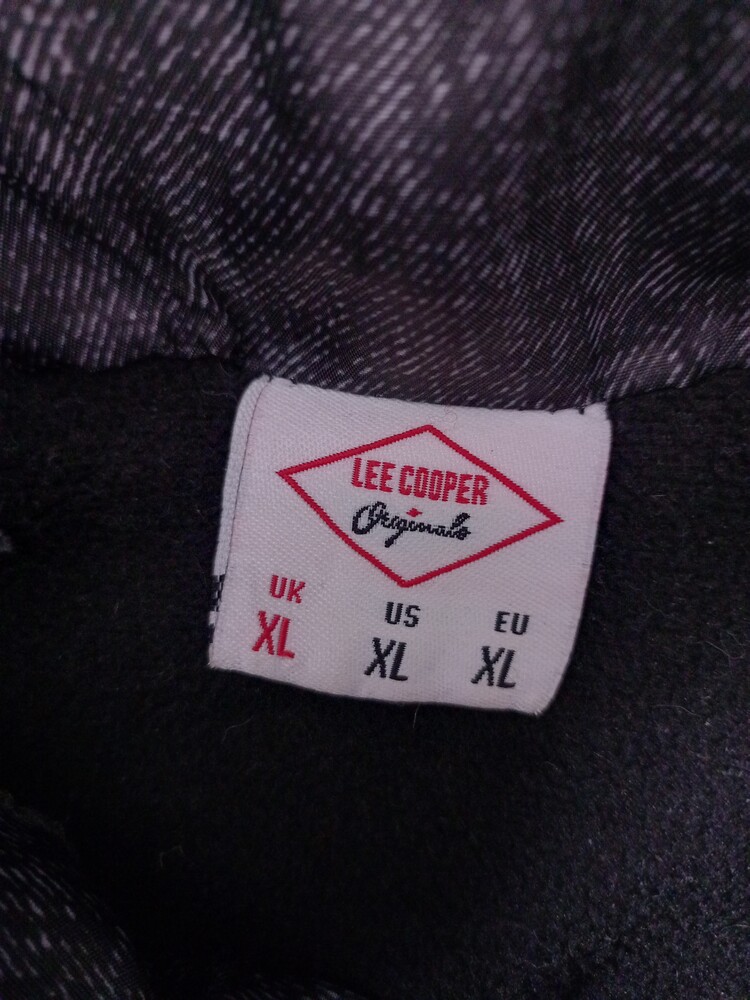 LEE COOPER
Originals
UK US EU
XL XL XL